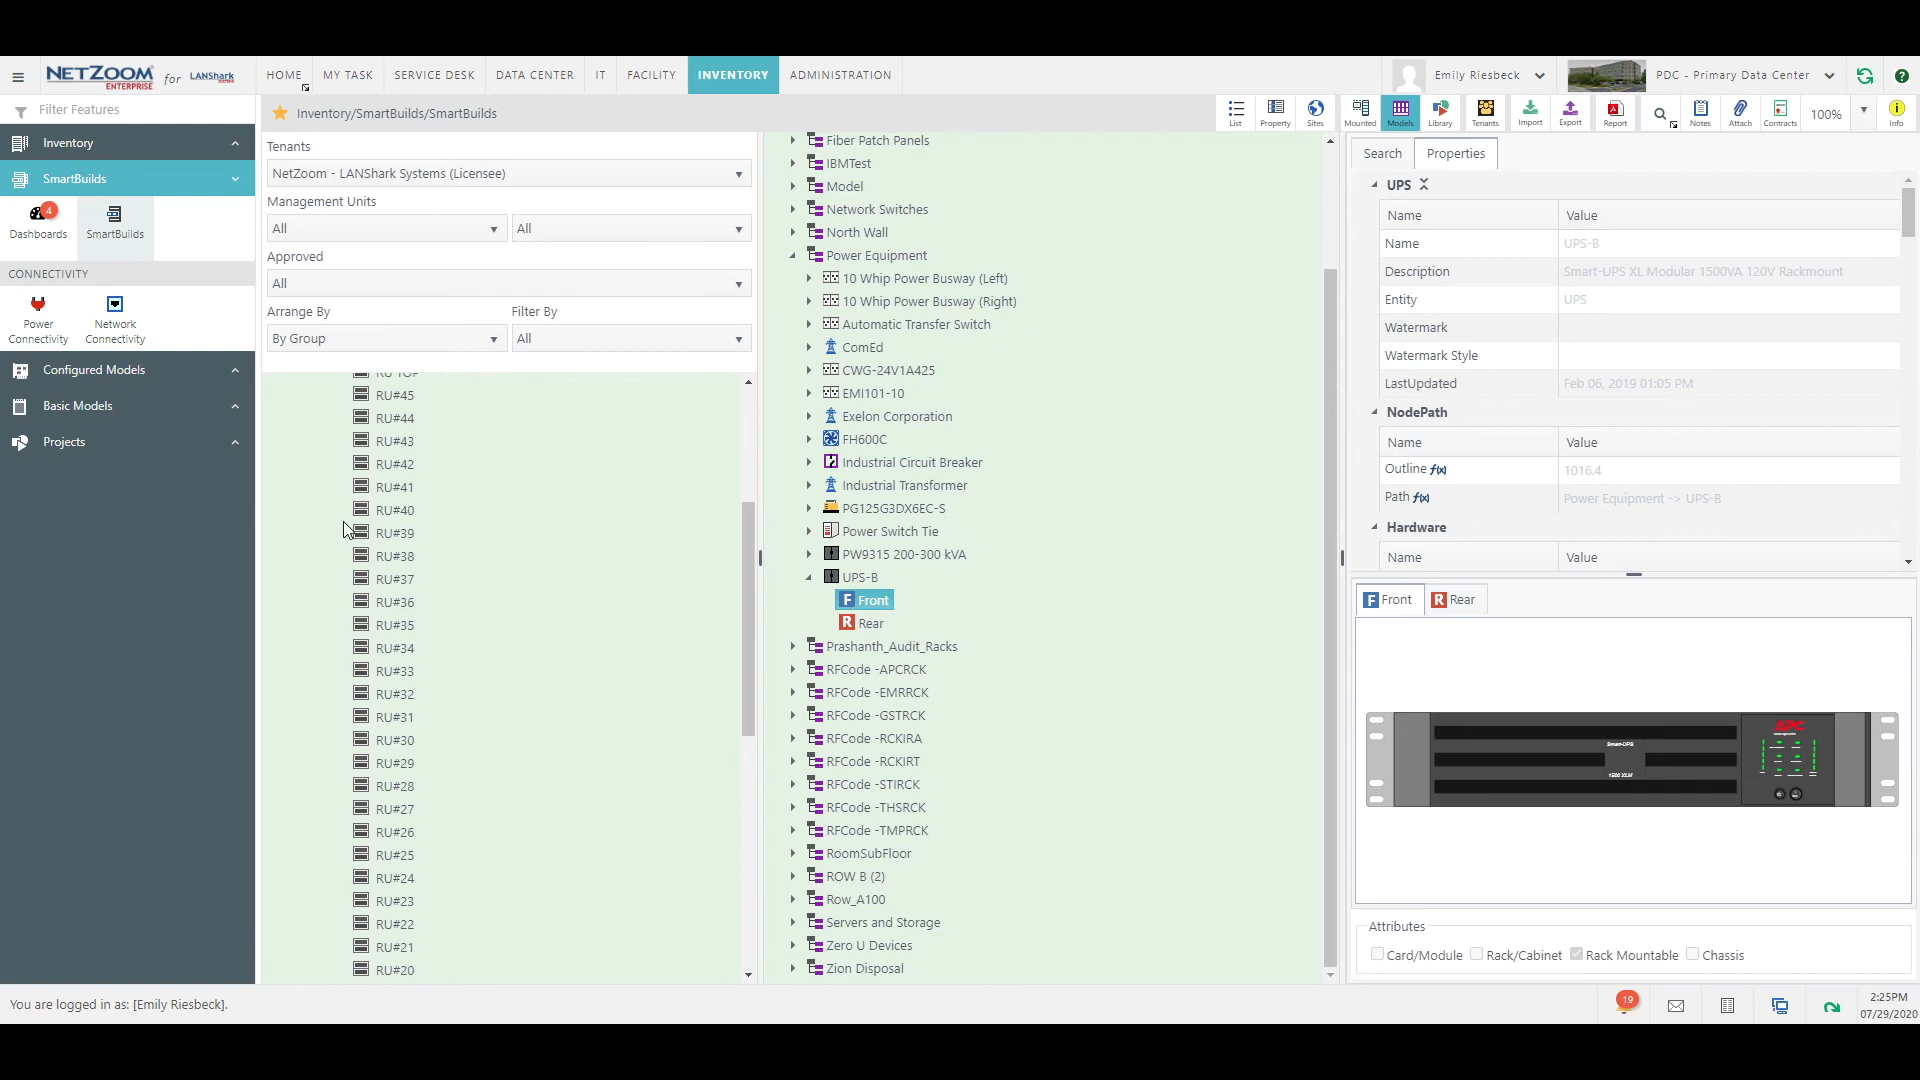 NETZOOM ENTERPRISE for LANShark
HOME
MY TASK
SERVICE DESK
DATA CENTER
IT
FACILITY
INVENTORY
ADMINISTRATION
Emily Riesbeck
PDC - Primary Data Center
Filter Features
Inventory/SmartBuilds/SmartBuilds
List
Property
Sites
Mounted
Models
Library
Tenants
Import
Export
Report
Notes
Attach
Contracts
100%
Info
Inventory
SmartBuilds
4
Dashboards
SmartBuilds
CONNECTIVITY
Power Connectivity
Network Connectivity
Configured Models
Basic Models
Projects
Tenants
NetZoom - LANShark Systems (Licensee)
Management Units
All
All
Approved
All
Arrange By
Filter By
By Group
All
RU TOP
RU#45
RU#44
RU#43
RU#42
RU#41
RU#40
RU#39
RU#38
RU#37
RU#36
RU#35
RU#34
RU#33
RU#32
RU#31
RU#30
RU#29
RU#28
RU#27
RU#26
RU#25
RU#24
RU#23
RU#22
RU#21
RU#20
Fiber Patch Panels
IBMTest
Model
Network Switches
North Wall
Power Equipment
10 Whip Power Busway (Left)
10 Whip Power Busway (Right)
Automatic Transfer Switch
ComEd
CWG-24V1A425
EMI101-10
Exelon Corporation
FH600C
Industrial Circuit Breaker
Industrial Transformer
PG125G3DX6EC-S
Power Switch Tie
PW9315 200-300 kVA
UPS-B
F Front
R Rear
Prashanth_Audit_Racks
RFCode -APCRCK
RFCode -EMRRCK
RFCode -GSTRCK
RFCode -RCKIRA
RFCode -RCKIRT
RFCode -STIRCK
RFCode -THSRCK
RFCode -TMPRCK
RoomSubFloor
ROW B (2)
Row_A100
Servers and Storage
Zero U Devices
Zion Disposal
Search
Properties
UPS
Name Value
Name UPS-B
Description Smart-UPS XL Modular 1500VA 120V Rackmount
Entity UPS
Watermark
Watermark Style
LastUpdated Feb 06, 2019 01:05 PM
NodePath
Name Value
Outline f(x) 1016.4
Path f(x) Power Equipment -> UPS-B
Hardware
Name Value
F Front
R Rear
APC
Smart-UPS
1500 XLM
Attributes
Card/Module
Rack/Cabinet
Rack Mountable
Chassis
You are logged in as: [Emily Riesbeck].
19
2:25PM
07/29/2020